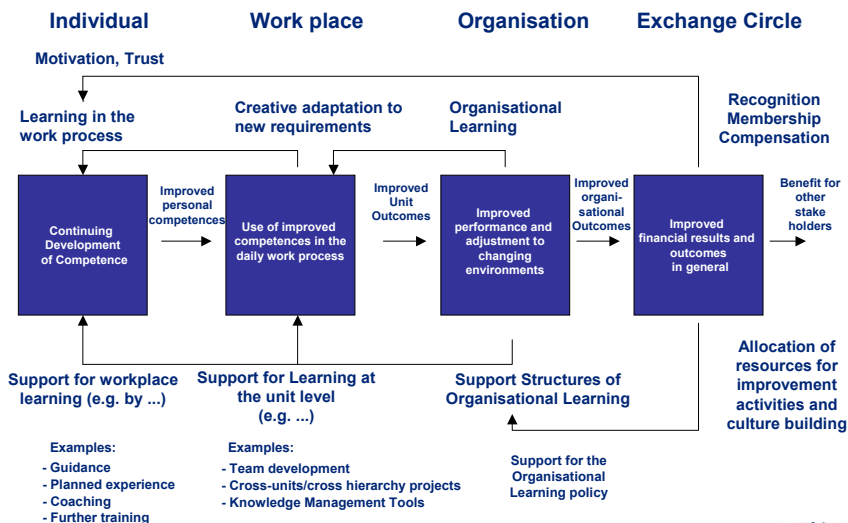 Individual
Work place
Organisation
Exchange Circle
Motivation, Trust
Learning in the
work process
Creative adaptation to
new requirements
Organisational
Learning
Recognition
Membership
Compensation
Continuing
Development
of Competence
Improved
personal
competences
Use of improved
competences in the
daily work process
Improved
Unit
Outcomes
Improved
performance and
adjustment to
changing
environments
Improved
organi-
sational
Outcomes
Improved
financial results and
outcomes
in general
Benefit for
other
stake
holders
Support for workplace
learning (e.g. by ...)
Support for Learning at
the unit level
(e.g. ...)
Support Structures of
Organisational Learning
Allocation of
resources for
improvement
activities and
culture building
Examples:
- Guidance
- Planned experience
- Coaching
- Further training
Examples:
- Team development
- Cross-units/cross hierarchy projects
- Knowledge Management Tools
Support for the
Organisational
Learning policy